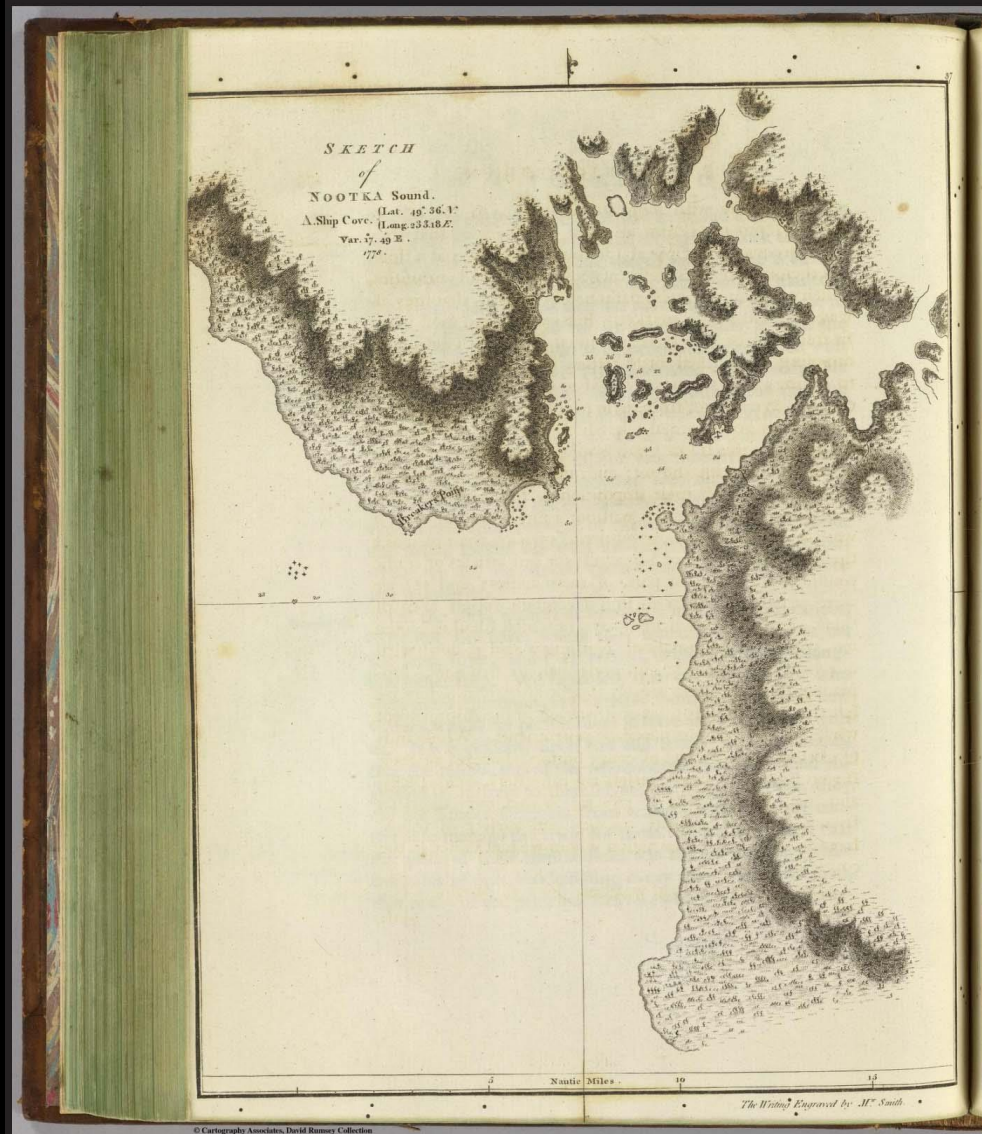 37
SKETCH
of
NOOTKA Sound.
A. Ship Cove. {Lat. 49°. 36'. N.
{Long. 233.18 E.
Var. 17. 49 E.
1778.
Breakers Point
5 Nautic Miles. 10 15
The Writing Engraved by Mr. Smith.
© Cartography Associates, David Rumsey Collection